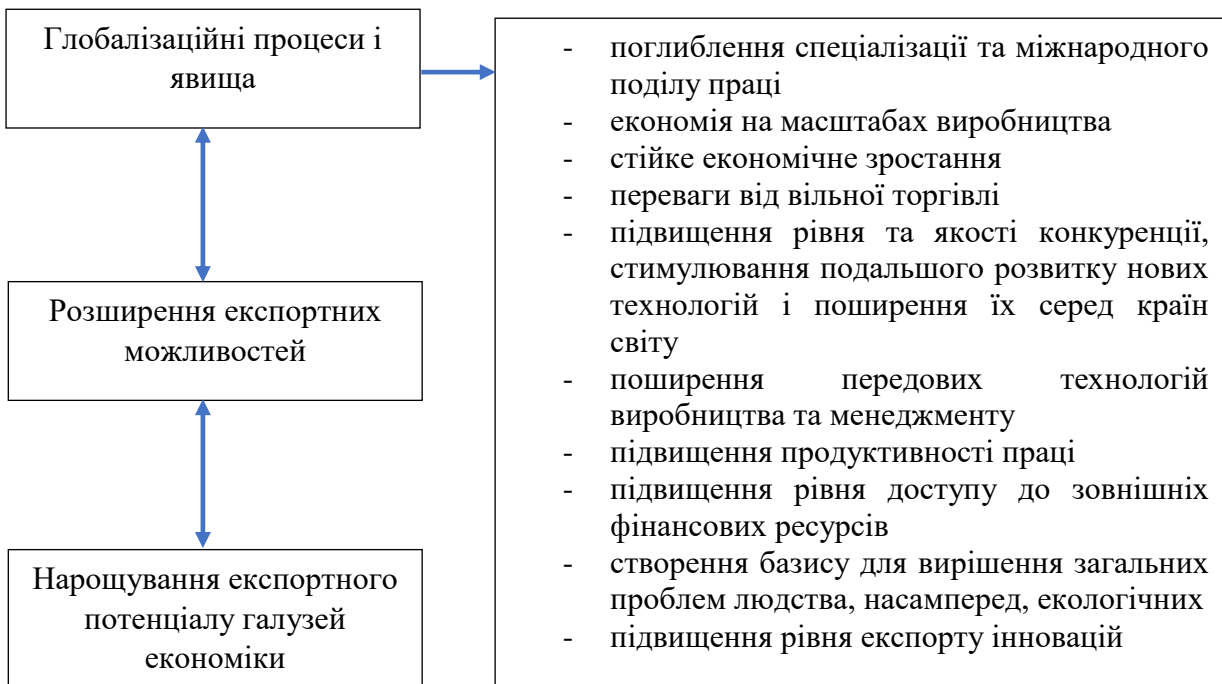 Глобалізаційні процеси і
явища
Розширення експортних
можливостей
Нарощування експортного
потенціалу галузей
економіки
- поглиблення спеціалізації та міжнародного
поділу праці
- економія на масштабах виробництва
- стійке економічне зростання
- переваги від вільної торгівлі
- підвищення рівня та якості конкуренції,
стимулювання подальшого розвитку нових
технологій і поширення їх серед країн
світу
- поширення передових технологій
виробництва та менеджменту
- підвищення продуктивності праці
- підвищення рівня доступу до зовнішніх
фінансових ресурсів
- створення базису для вирішення загальних
проблем людства, насамперед, екологічних
- підвищення рівня експорту інновацій